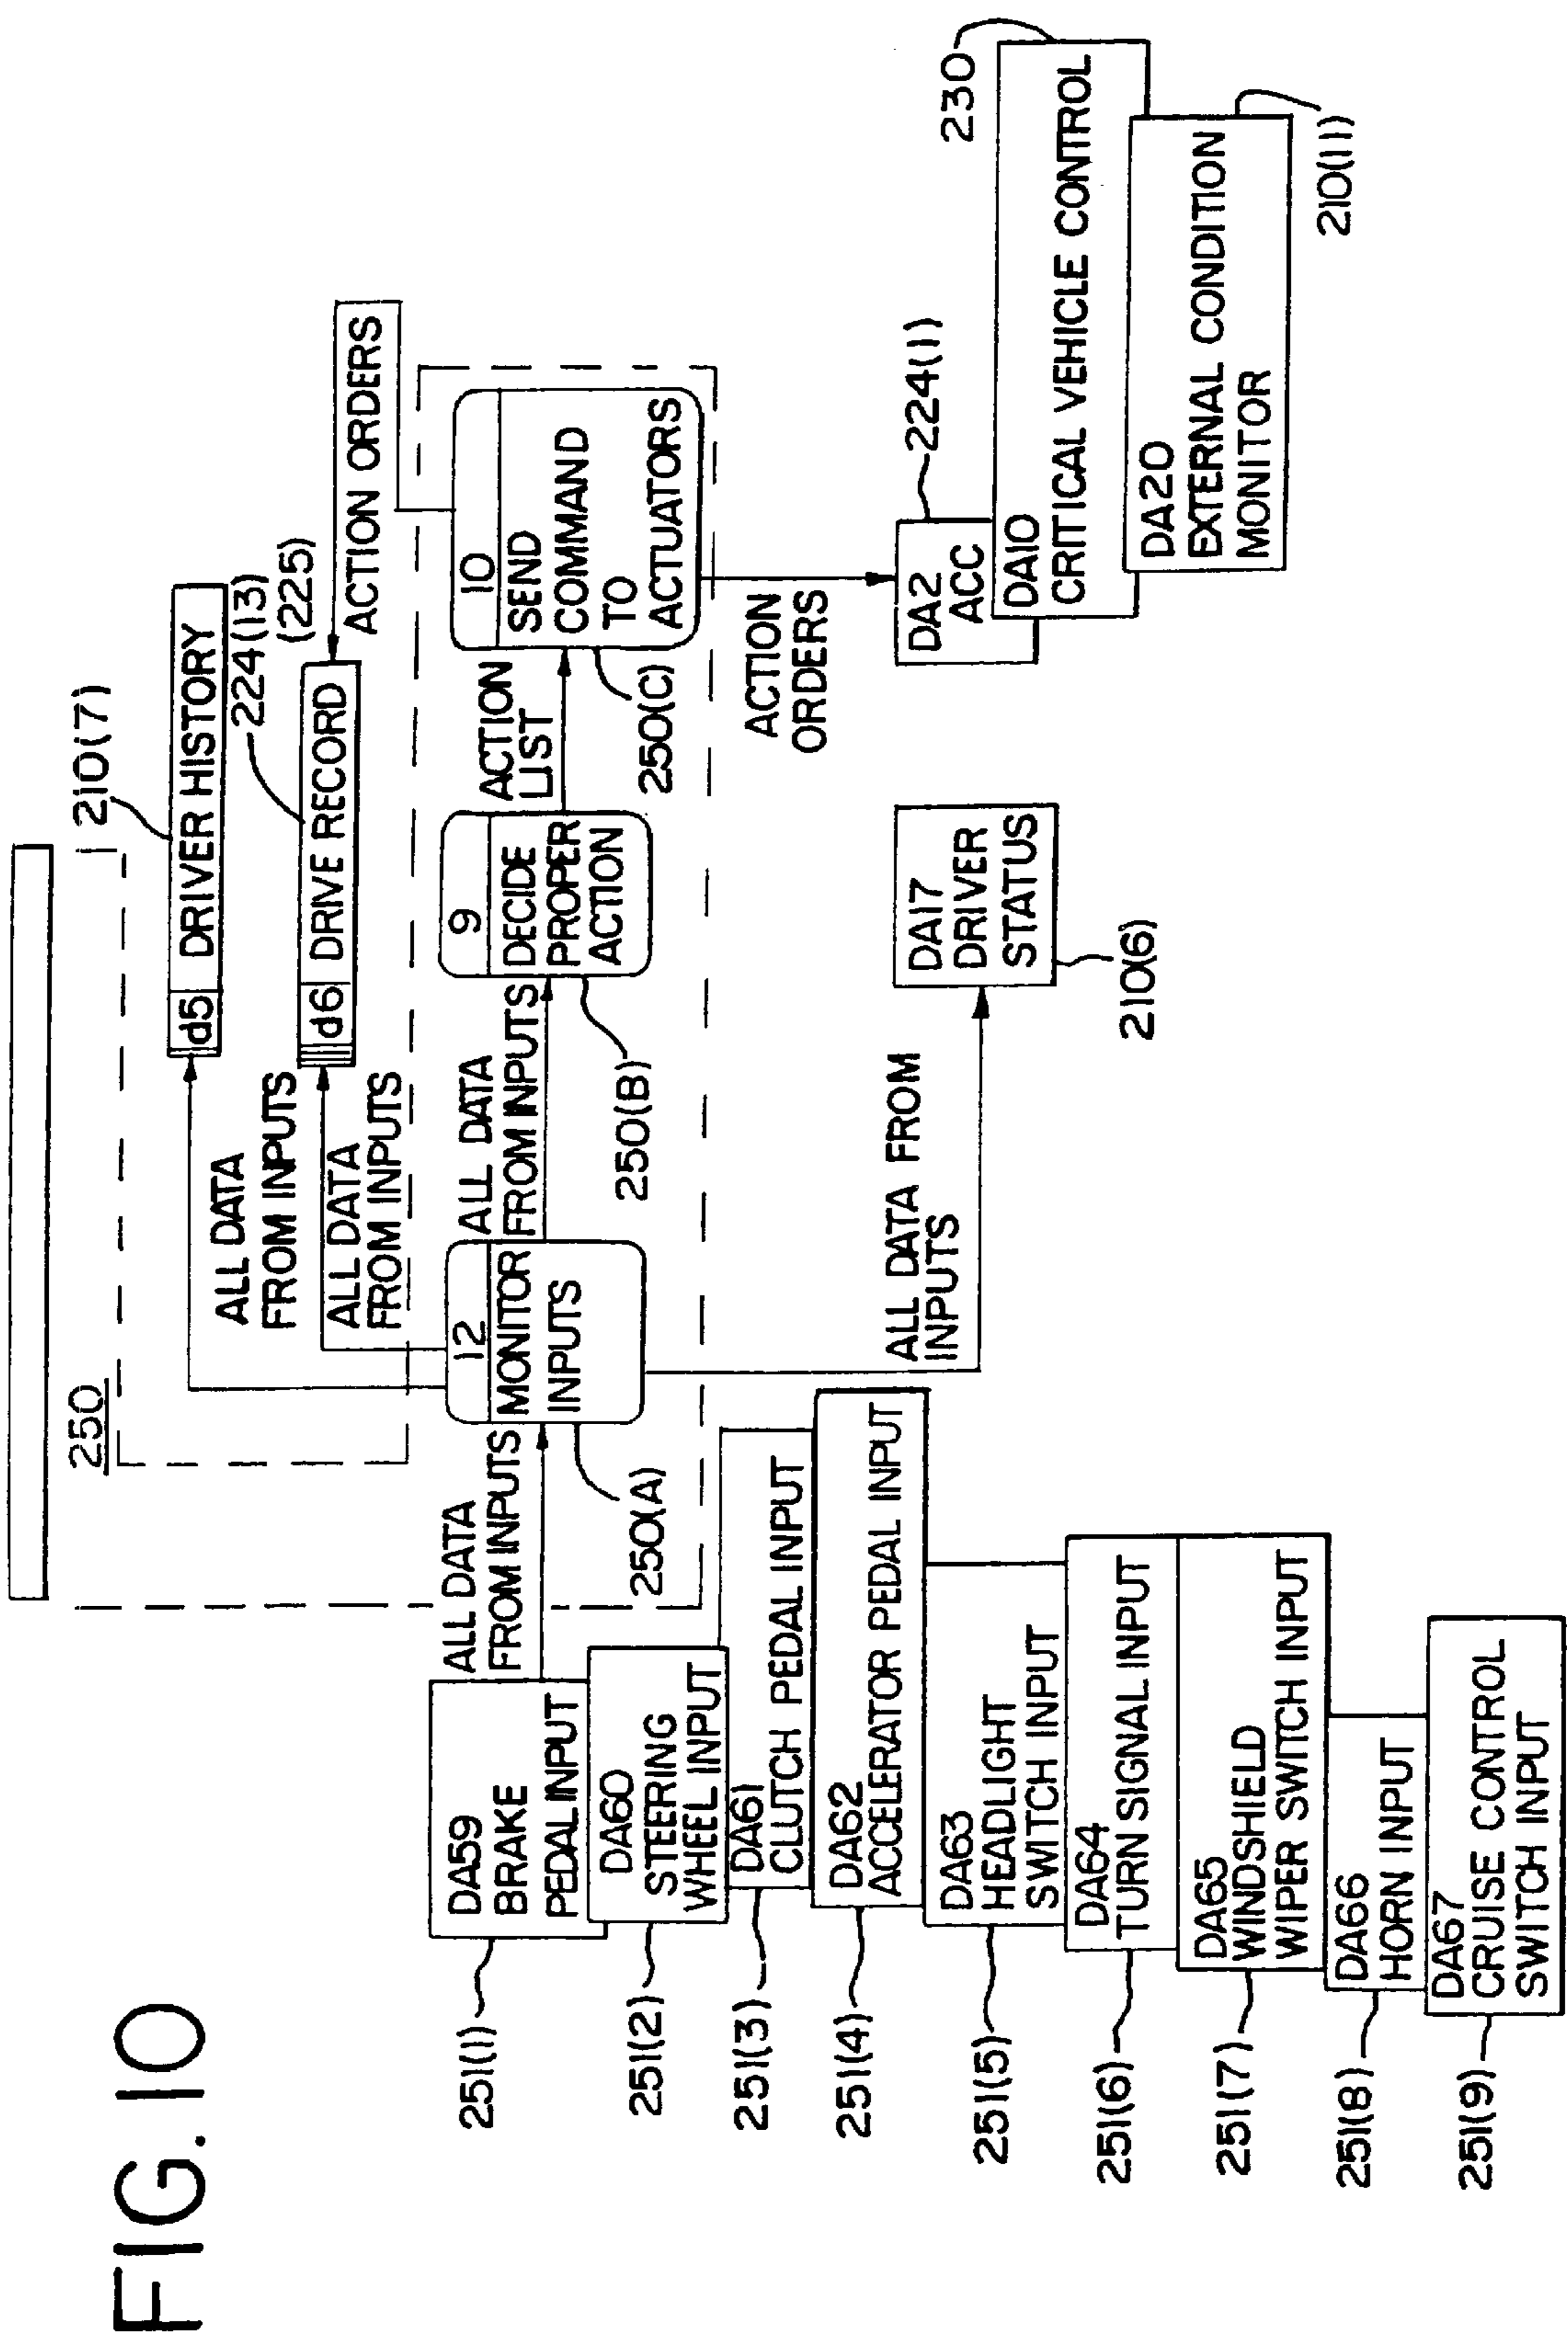 FIG. 10
250
210(7)
d5 DRIVER HISTORY
224(13)
(225)
d6 DRIVE RECORD
ALL DATA
FROM INPUTS
ALL DATA
FROM INPUTS
ACTION ORDERS
ALL DATA
FROM INPUTS
12
MONITOR
INPUTS
250(A)
ALL DATA
FROM INPUTS
9
DECIDE
PROPER
ACTION
250(B)
ACTION
LIST
10
SEND
COMMAND
TO
ACTUATORS
250(C)
ACTION
ORDERS
ALL DATA FROM
INPUTS
DA17
DRIVER
STATUS
210(6)
DA2
ACC
224(1)
DA10
CRITICAL VEHICLE CONTROL
230
DA20
EXTERNAL CONDITION
MONITOR
210(11)
251(1)
DA59
BRAKE
PEDAL INPUT
251(2)
DA60
STEERING
WHEEL INPUT
251(3)
DA61
CLUTCH PEDAL INPUT
251(4)
DA62
ACCELERATOR PEDAL INPUT
251(5)
DA63
HEADLIGHT
SWITCH INPUT
251(6)
DA64
TURN SIGNAL INPUT
251(7)
DA65
WINDSHIELD
WIPER SWITCH INPUT
251(8)
DA66
HORN INPUT
251(9)
DA67
CRUISE CONTROL
SWITCH INPUT